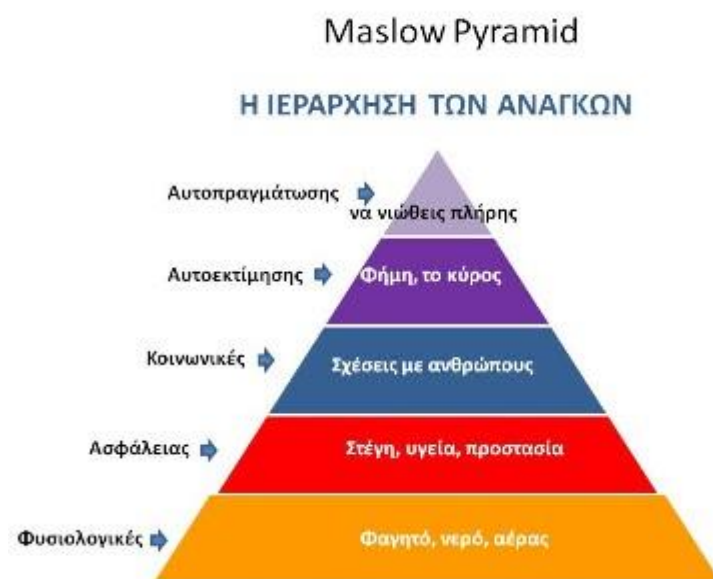 Maslow Pyramid
Η ΙΕΡΑΡΧΗΣΗ ΤΩΝ ΑΝΑΓΚΩΝ
Αυτοπραγμάτωσης
να νιώθεις πλήρης
Αυτοεκτίμησης
Φήμη, το κύρος
Κοινωνικές
Σχέσεις με ανθρώπους
Ασφάλειας
Στέγη, υγεία, προστασία
Φυσιολογικές
Φαγητό, νερό, αέρας